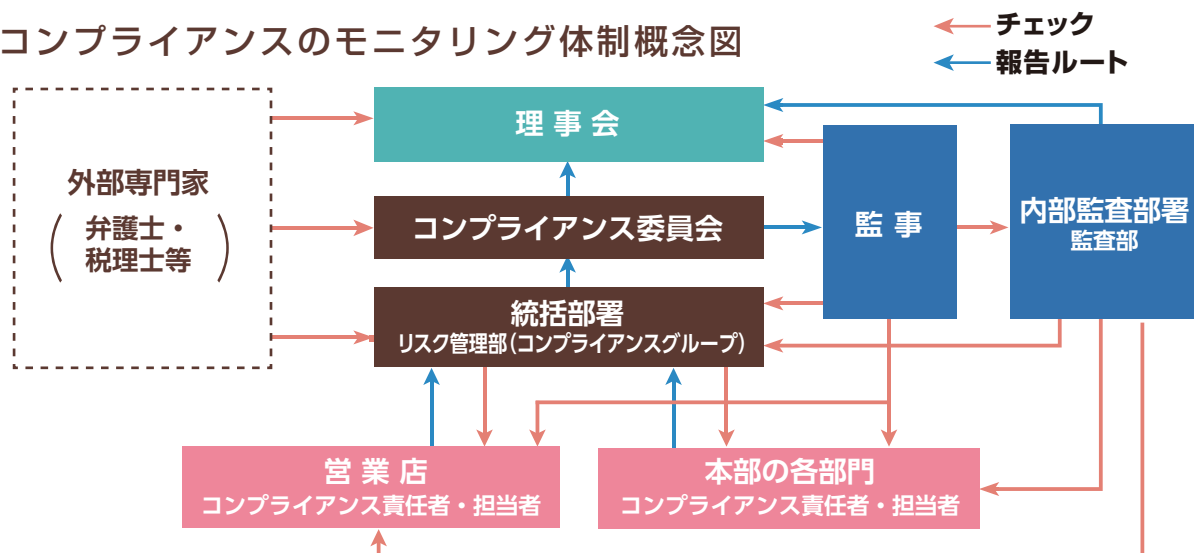 コンプライアンスのモニタリング体制概念図
チェック
報告ルート
外部専門家
(弁護士・
税理士等)
理事会
コンプライアンス委員会
監事
内部監査部署
監査部
統括部署
リスク管理部(コンプライアンスグループ)
営業店
コンプライアンス責任者・担当者
本部の各部門
コンプライアンス責任者・担当者